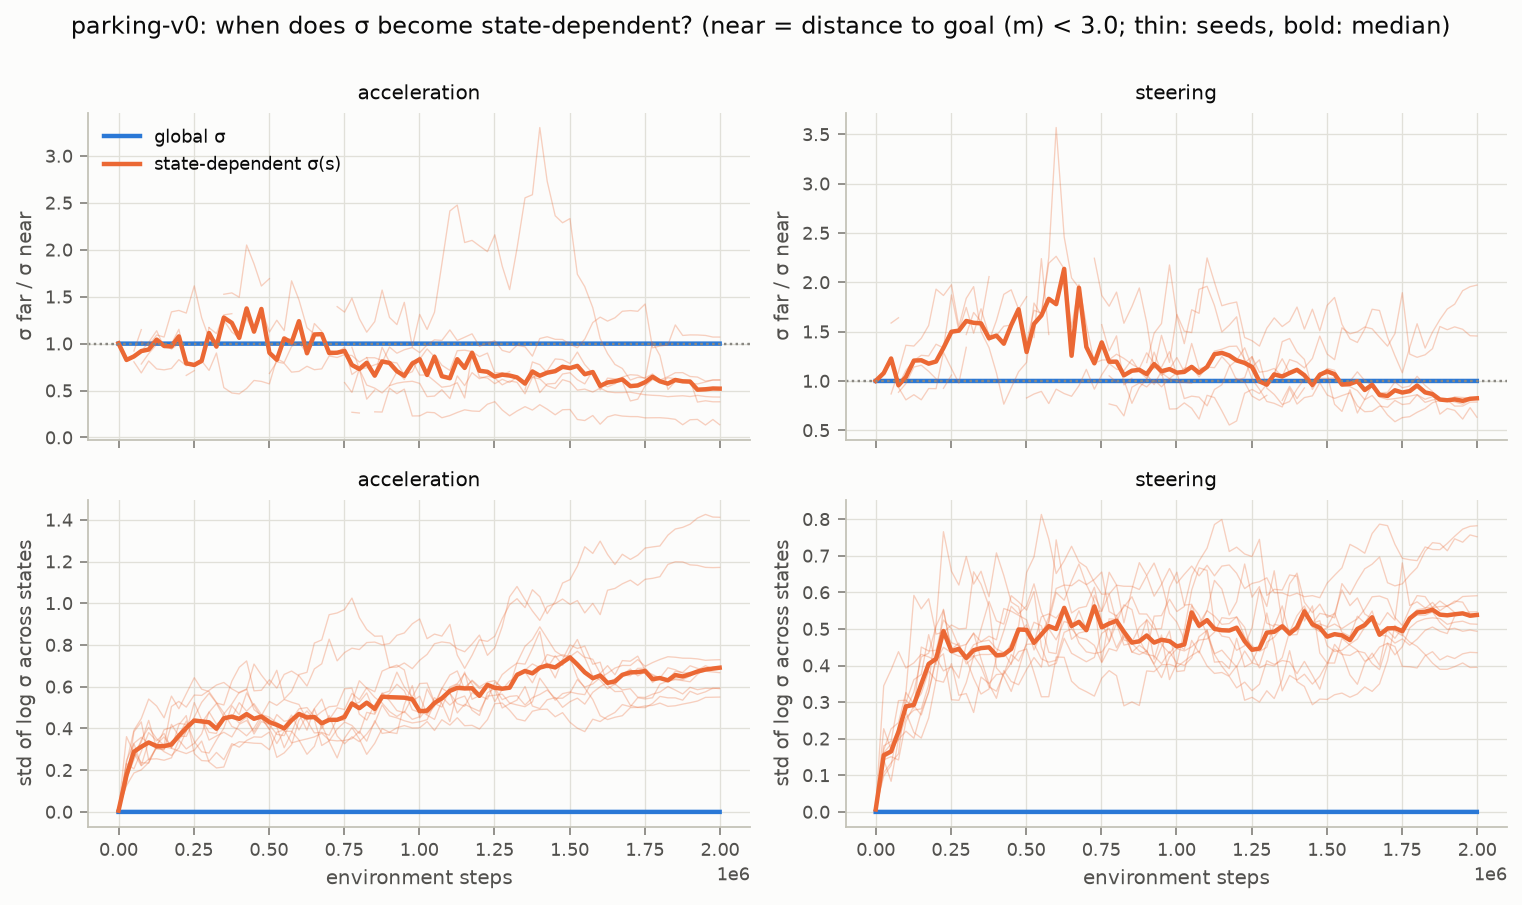 parking-v0: when does σ become state-dependent? (near = distance to goal (m) < 3.0; thin: seeds, bold: median)
acceleration
steering
global σ
state-dependent σ(s)
σ far / σ near
3.0
2.5
2.0
1.5
1.0
0.5
0.0
σ far / σ near
3.5
3.0
2.5
2.0
1.5
1.0
0.5
acceleration
steering
std of log σ across states
1.4
1.2
1.0
0.8
0.6
0.4
0.2
0.0
0.00 0.25 0.50 0.75 1.00 1.25 1.50 1.75 2.00
1e6
environment steps
std of log σ across states
0.8
0.7
0.6
0.5
0.4
0.3
0.2
0.1
0.0
0.00 0.25 0.50 0.75 1.00 1.25 1.50 1.75 2.00
1e6
environment steps